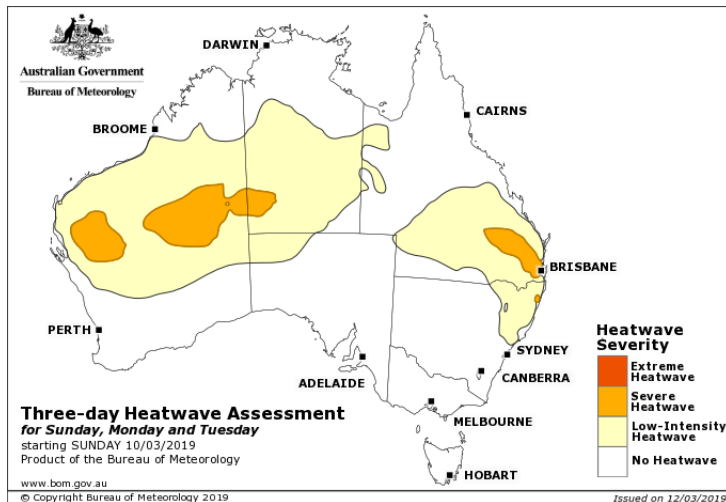 Australian Government
Bureau of Meteorology
DARWIN
CAIRNS
BROOME
BRISBANE
PERTH
SYDNEY
ADELAIDE
CANBERRA
MELBOURNE
HOBART
Heatwave
Severity
Extreme
Heatwave
Severe
Heatwave
Low-Intensity
Heatwave
No Heatwave
Three-day Heatwave Assessment
for Sunday, Monday and Tuesday
starting SUNDAY 10/03/2019
Product of the Bureau of Meteorology
www.bom.gov.au
© Copyright Bureau of Meteorology 2019
Issued on 12/03/2019